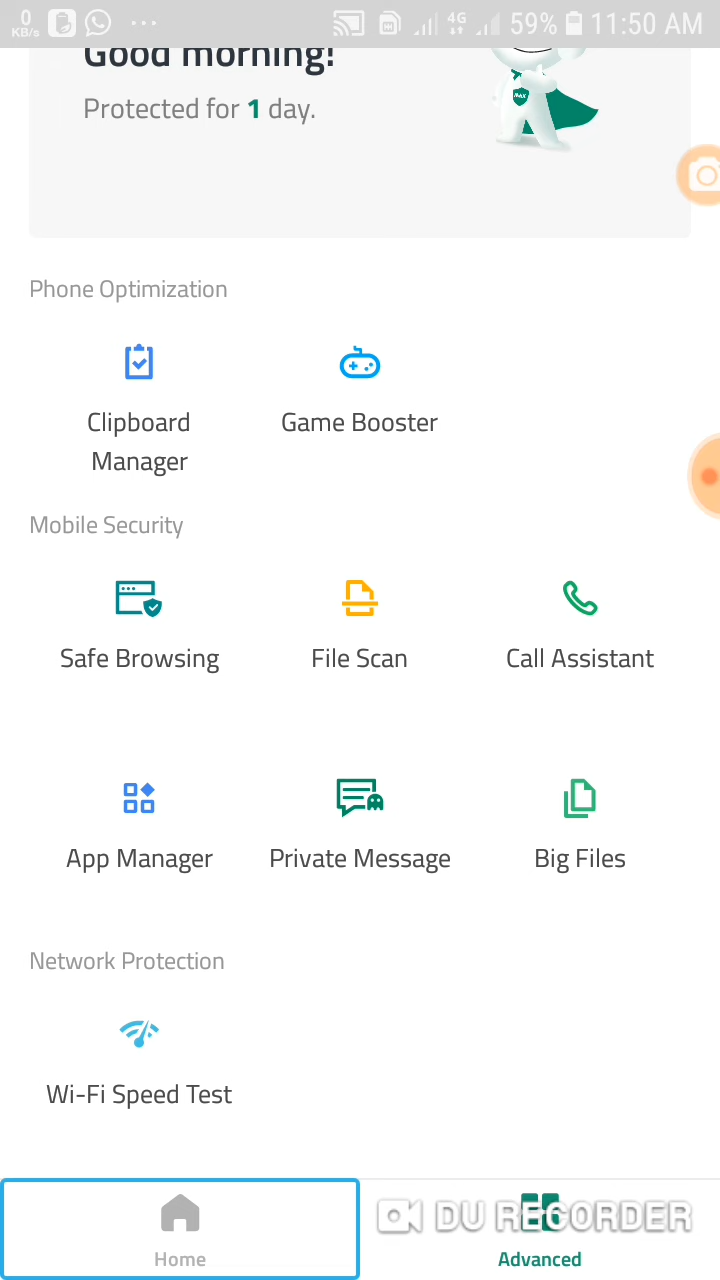 0
KB/s
4G
59%
11:50 AM
Good morning!
Protected for 1 day.
Phone Optimization
Clipboard
Manager
Game Booster
Mobile Security
Safe Browsing
File Scan
Call Assistant
App Manager
Private Message
Big Files
Network Protection
Wi-Fi Speed Test
DU RECORDER
Home
Advanced